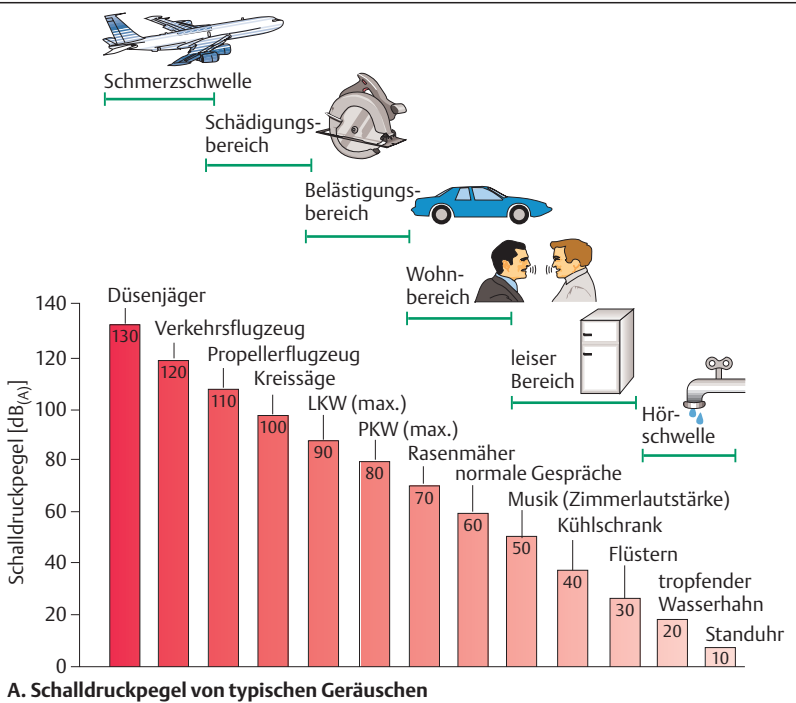 Schmerzschwelle
Schädigungs-
bereich
Belästigungs-
bereich
Wohn-
bereich
leiser
Bereich
Hör-
schwelle
Schalldruckpegel [dB(A)]
140
120
100
80
60
40
20
0
Düsenjäger
130
Verkehrsflugzeug
120
Propellerflugzeug
110
Kreissäge
100
LKW (max.)
90
PKW (max.)
80
Rasenmäher
70
normale Gespräche
60
Musik (Zimmerlautstärke)
50
Kühlschrank
40
Flüstern
30
tropfender
Wasserhahn
20
Standuhr
10
A. Schalldruckpegel von typischen Geräuschen